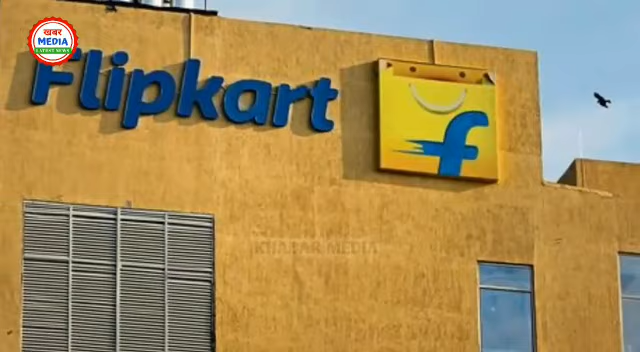 खबर
MEDIA
LATEST NEWS
Flipkart
f
KHABAR MEDIA